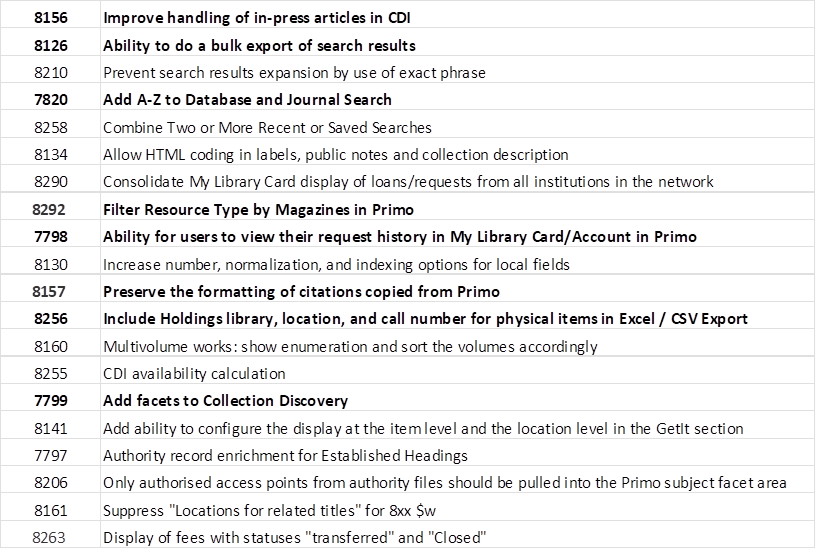 8156 Improve handling of in-press articles in CDI
8126 Ability to do a bulk export of search results
8210 Prevent search results expansion by use of exact phrase
7820 Add A-Z to Database and Journal Search
8258 Combine Two or More Recent or Saved Searches
8134 Allow HTML coding in labels, public notes and collection description
8290 Consolidate My Library Card display of loans/requests from all institutions in the network
8292 Filter Resource Type by Magazines in Primo
7798 Ability for users to view their request history in My Library Card/Account in Primo
8130 Increase number, normalization, and indexing options for local fields
8157 Preserve the formatting of citations copied from Primo
8256 Include Holdings library, location, and call number for physical items in Excel / CSV Export
8160 Multivolume works: show enumeration and sort the volumes accordingly
8255 CDI availability calculation
7799 Add facets to Collection Discovery
8141 Add ability to configure the display at the item level and the location level in the GetIt section
7797 Authority record enrichment for Established Headings
8206 Only authorised access points from authority files should be pulled into the Primo subject facet area
8161 Suppress "Locations for related titles" for 8xx $w
8263 Display of fees with statuses "transferred" and "Closed"